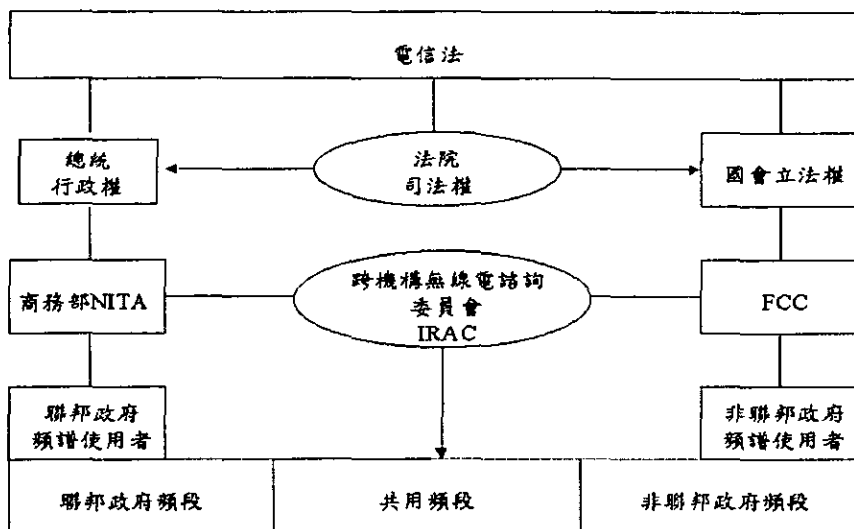 電信法
總統
行政權
法院
司法權
國會立法權
商務部NITA
跨機構無線電諮詢
委員會
IRAC
FCC
聯邦政府
頻譜使用者
非聯邦政府
頻譜使用者
聯邦政府頻段
共用頻段
非聯邦政府頻段